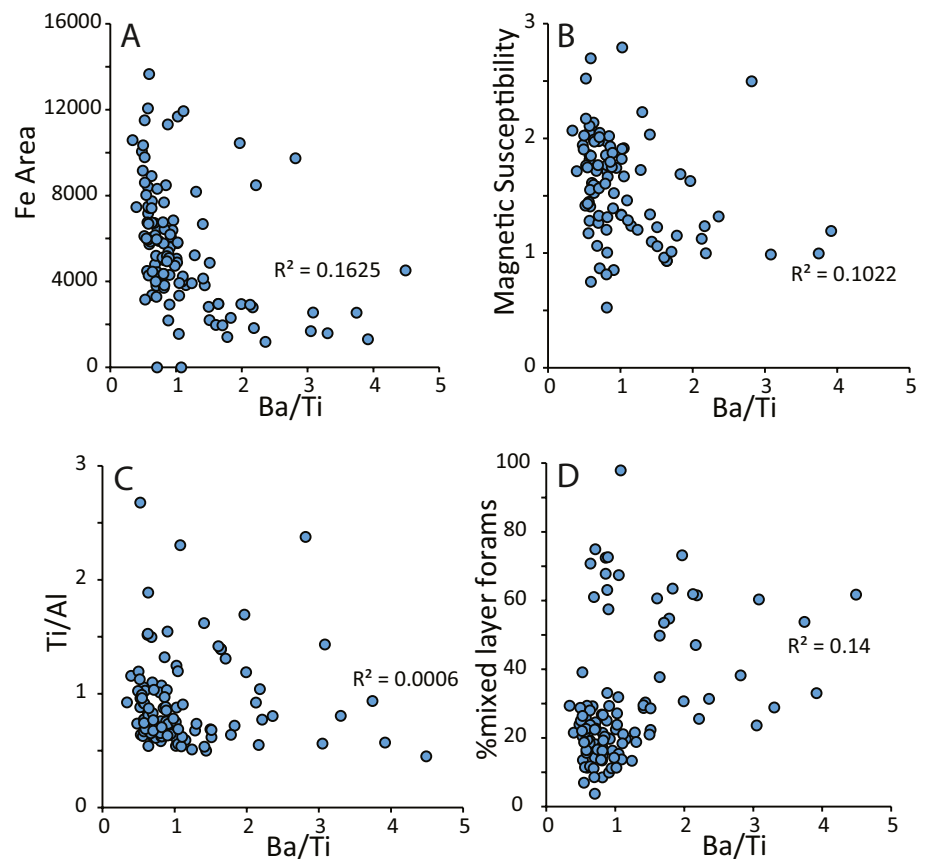 A
Fe Area
16000
12000
8000
4000
0
R² = 0.1625
0 1 2 3 4 5
Ba/Ti
B
Magnetic Susceptibility
3
2
1
0
R² = 0.1022
0 1 2 3 4 5
Ba/Ti
C
Ti/Al
3
2
1
0
R² = 0.0006
0 1 2 3 4 5
Ba/Ti
D
%mixed layer forams
100
80
60
40
20
0
R² = 0.14
0 1 2 3 4 5
Ba/Ti